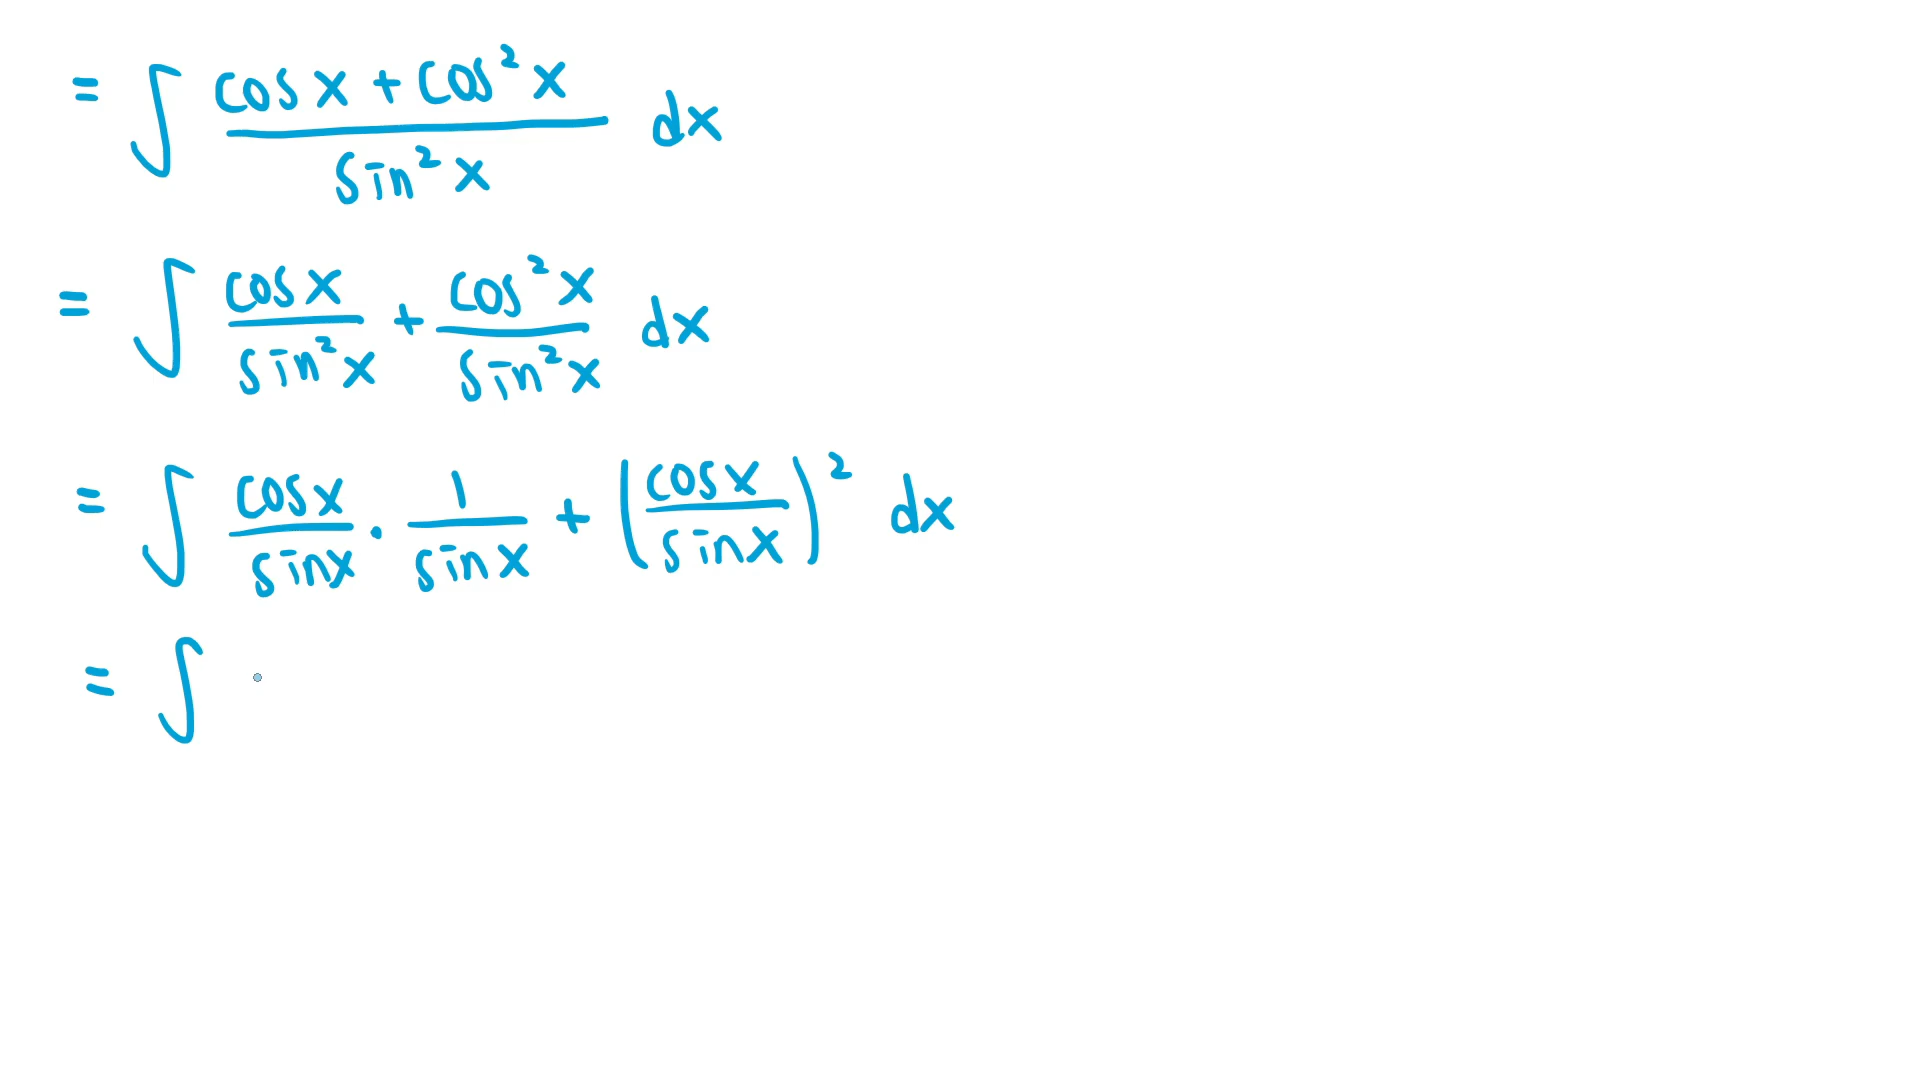 = ∫ (cos x + cos² x)/(sin² x) dx
= ∫ (cos x)/(sin² x) + (cos² x)/(sin² x) dx
= ∫ (cos x)/(sin x) · 1/(sin x) + ((cos x)/(sin x))² dx
= ∫